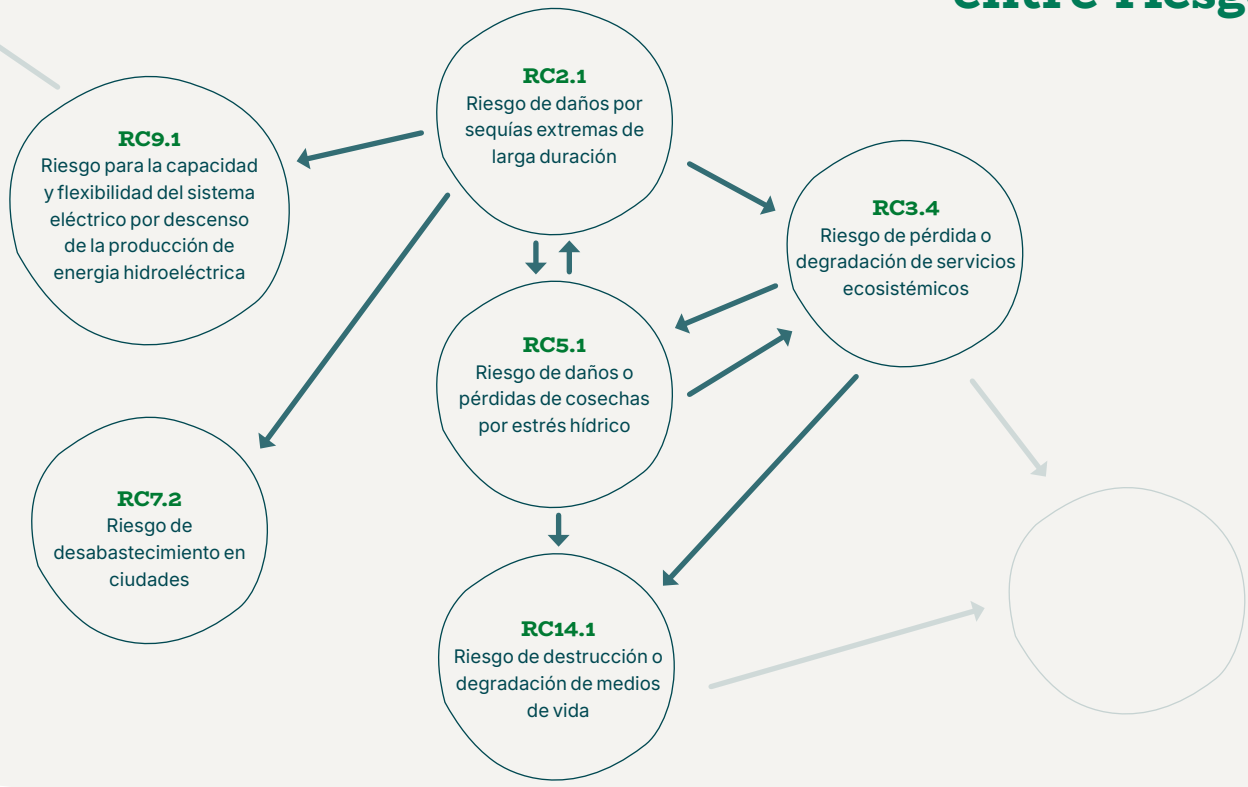 RC2.1
Riesgo de daños por
sequías extremas de
larga duración
RC9.1
Riesgo para la capacidad
y flexibilidad del sistema
eléctrico por descenso
de la producción de
energia hidroeléctrica
RC3.4
Riesgo de pérdida o
degradación de servicios
ecosistémicos
RC5.1
Riesgo de daños o
pérdidas de cosechas
por estrés hídrico
RC7.2
Riesgo de
desabastecimiento en
ciudades
RC14.1
Riesgo de destrucción o
degradación de medios
de vida